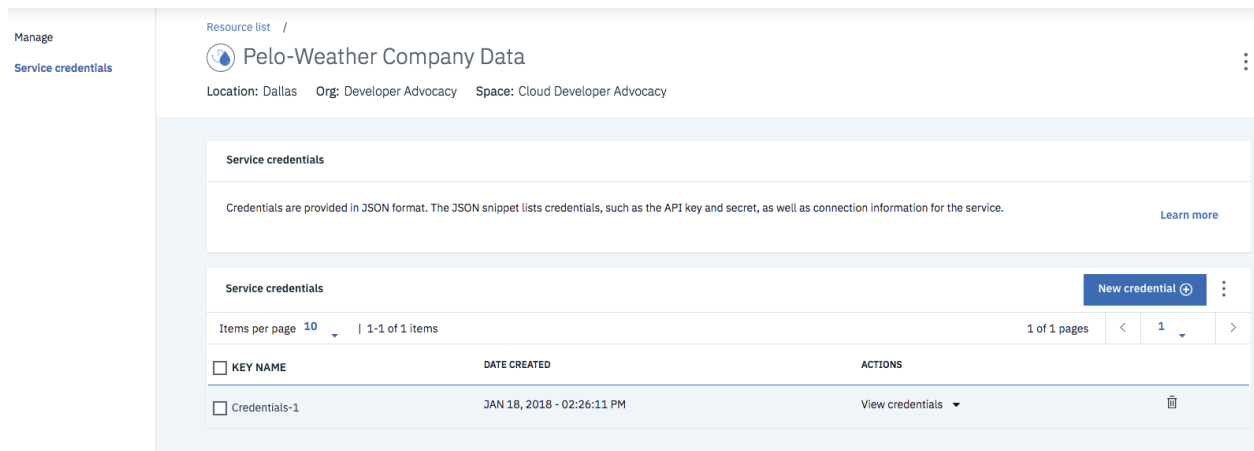 Manage
Service credentials
Resource list /
Pelo-Weather Company Data
Location: Dallas Org: Developer Advocacy Space: Cloud Developer Advocacy
Service credentials
Credentials are provided in JSON format. The JSON snippet lists credentials, such as the API key and secret, as well as connection information for the service.
Learn more
Service credentials
New credential
Items per page 10 | 1-1 of 1 items
1 of 1 pages < 1 >
KEY NAME DATE CREATED ACTIONS
Credentials-1 JAN 18, 2018 - 02:26:11 PM View credentials